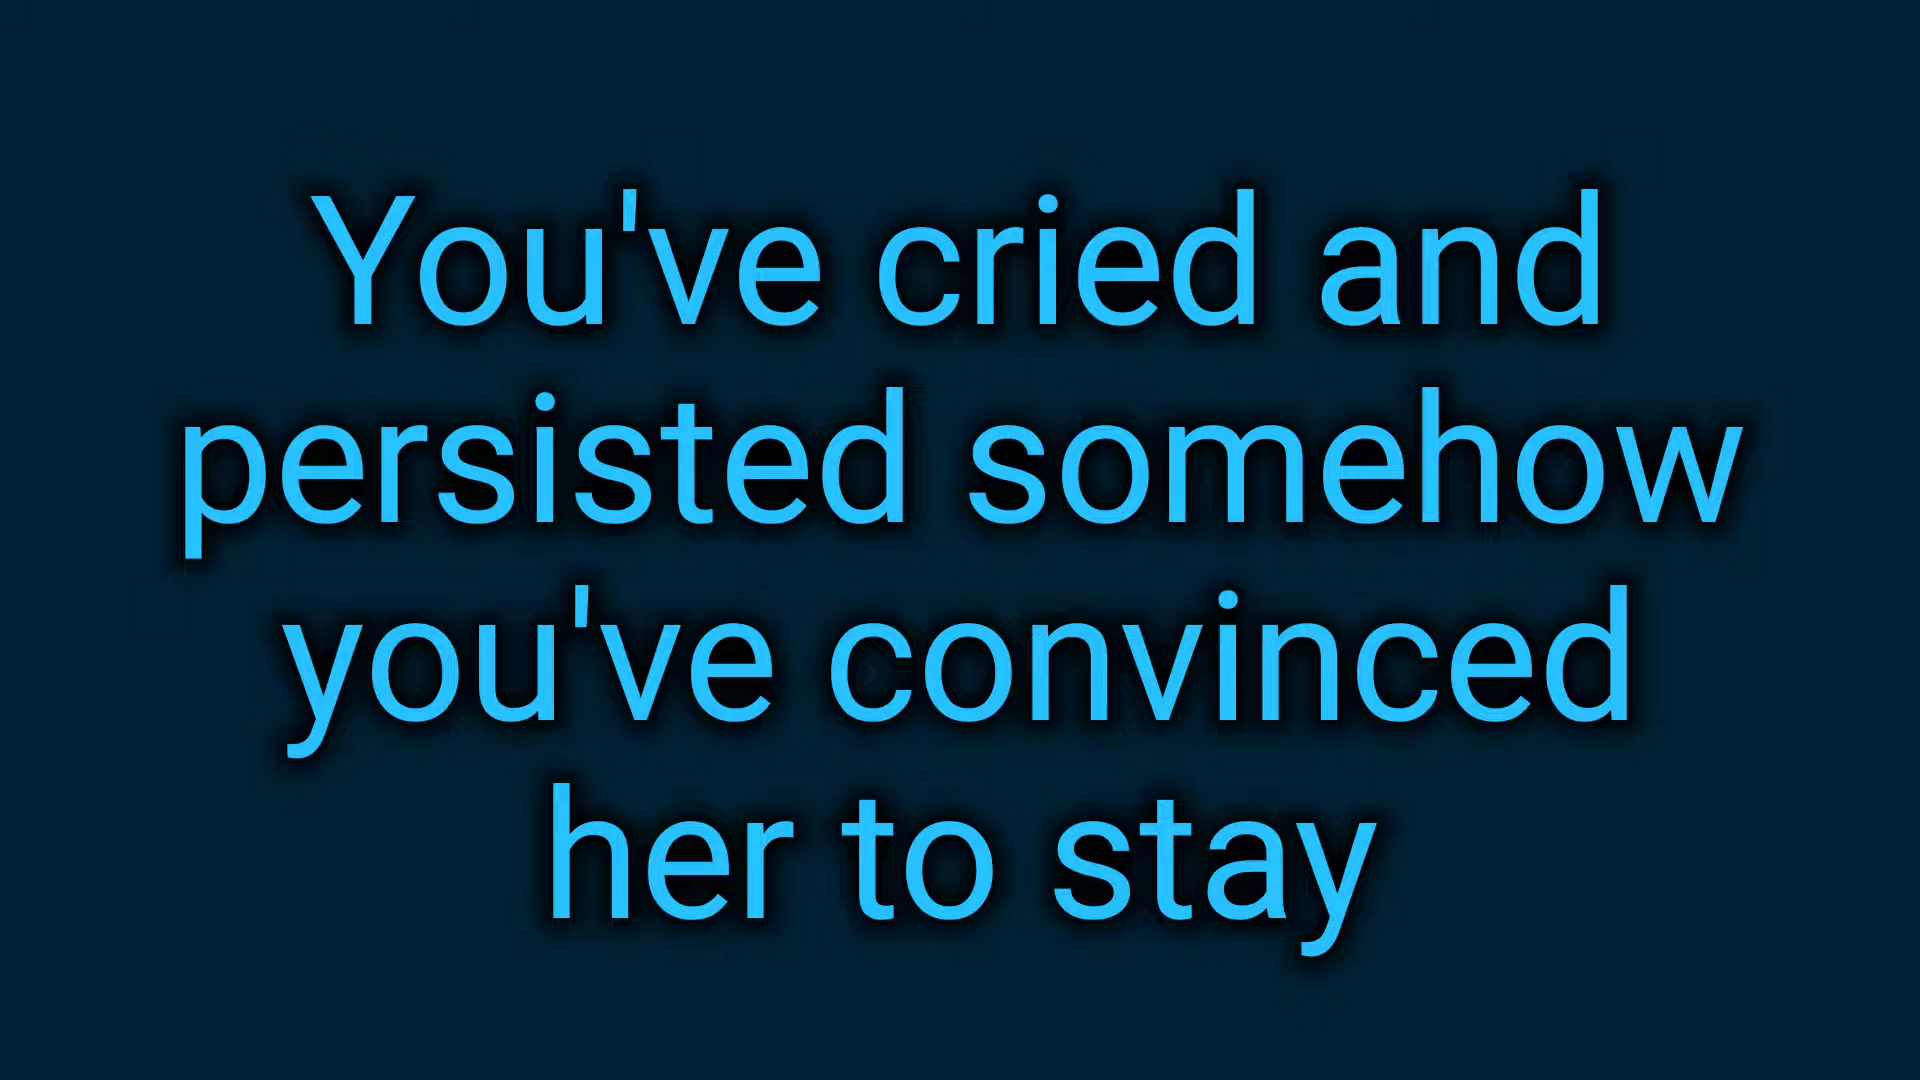 You've cried and
persisted somehow
you've convinced
her to stay